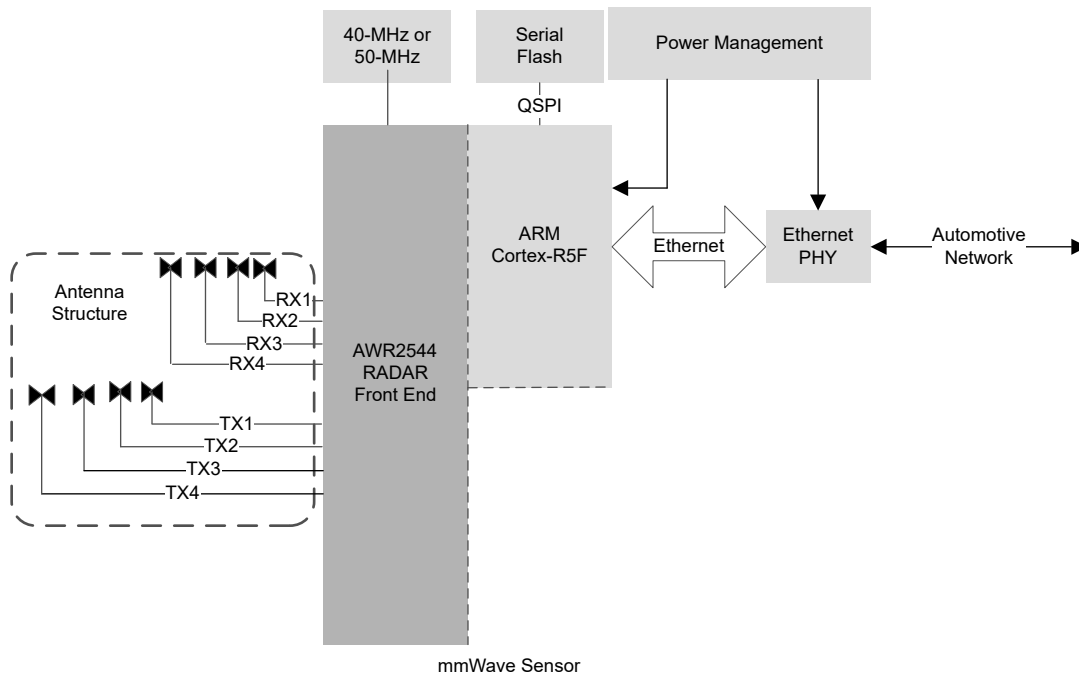 40-MHz or
50-MHz
Serial
Flash
Power Management
QSPI
ARM
Cortex-R5F
Ethernet
Ethernet
PHY
Automotive
Network
Antenna
Structure
RX1
RX2
RX3
RX4
AWR2544
RADAR
Front End
TX1
TX2
TX3
TX4
mmWave Sensor